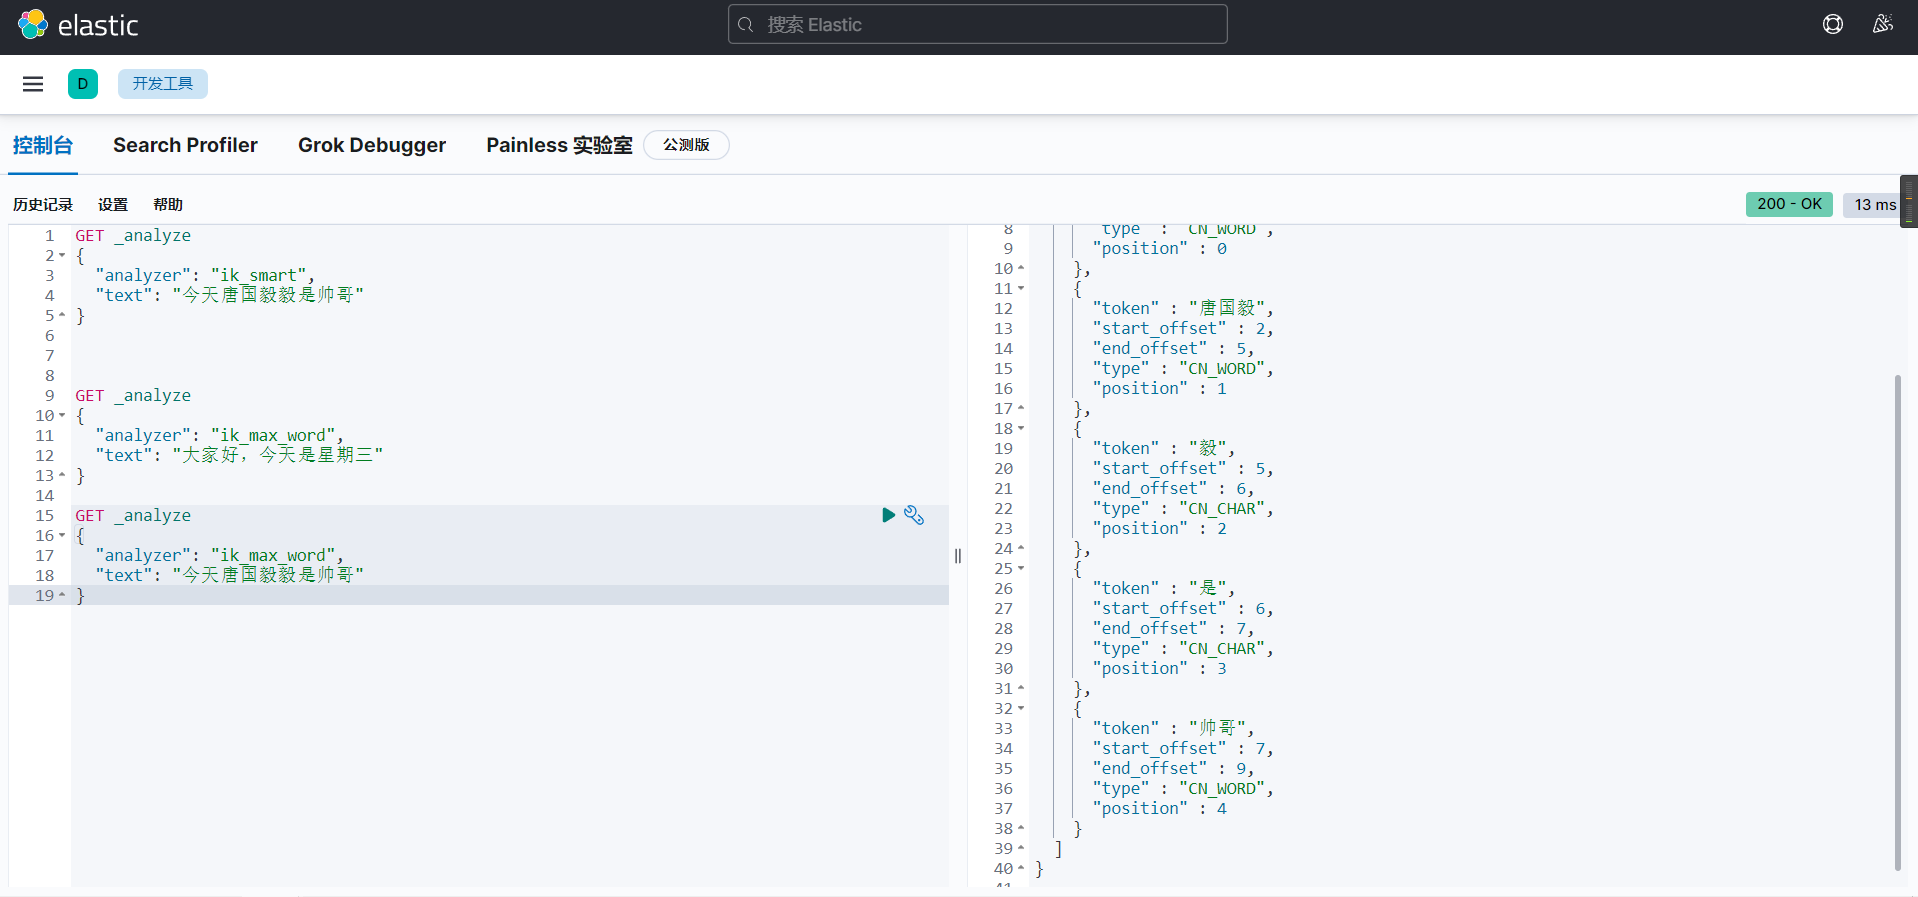 elastic
搜索 Elastic
D
开发工具
控制台
Search Profiler
Grok Debugger
Painless 实验室
公测版
历史记录
设置
帮助
200 - OK
13 ms
1 GET _analyze
2 {
3 "analyzer": "ik_smart",
4 "text": "今天唐国毅毅是帅哥"
5 }
6
7
8
9 GET _analyze
10 {
11 "analyzer": "ik_max_word",
12 "text": "大家好，今天是星期三"
13 }
14
15 GET _analyze
16 {
17 "analyzer": "ik_max_word",
18 "text": "今天唐国毅毅是帅哥"
19 }
8 "type" : "CN_WORD",
9 "position" : 0
10 },
11 {
12 "token" : "唐国毅",
13 "start_offset" : 2,
14 "end_offset" : 5,
15 "type" : "CN_WORD",
16 "position" : 1
17 },
18 {
19 "token" : "毅",
20 "start_offset" : 5,
21 "end_offset" : 6,
22 "type" : "CN_CHAR",
23 "position" : 2
24 },
25 {
26 "token" : "是",
27 "start_offset" : 6,
28 "end_offset" : 7,
29 "type" : "CN_CHAR",
30 "position" : 3
31 },
32 {
33 "token" : "帅哥",
34 "start_offset" : 7,
35 "end_offset" : 9,
36 "type" : "CN_WORD",
37 "position" : 4
38 }
39 ]
40 }
41